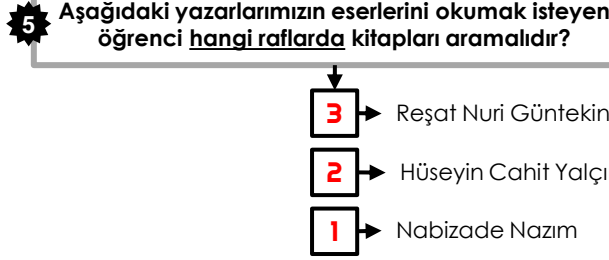 5 Aşağıdaki yazarlarımızın eserlerini okumak isteyen
öğrenci hangi raflarda kitapları aramalıdır?
3 Reşat Nuri Güntekin
2 Hüseyin Cahit Yalçı
1 Nabizade Nazım